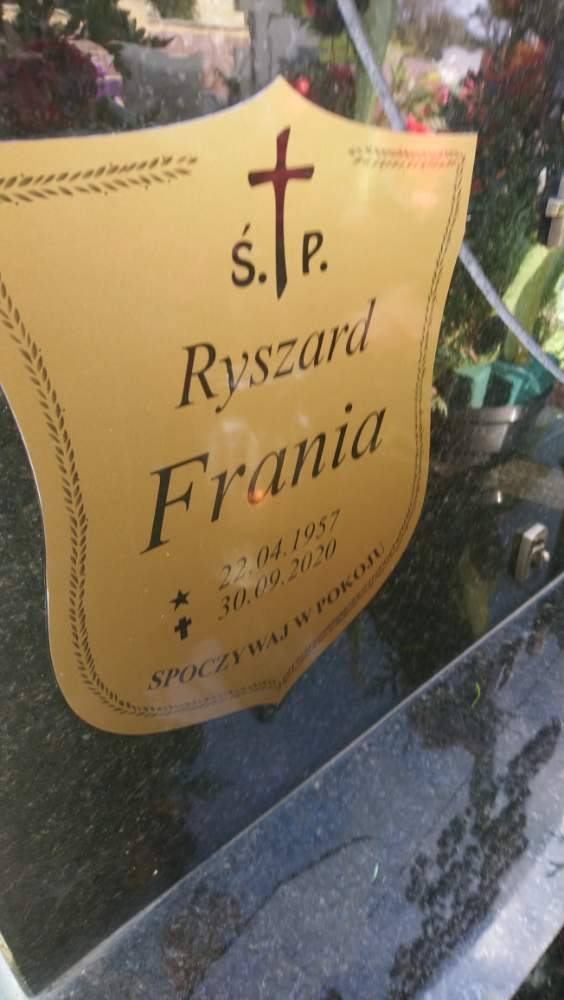 Ś. P.
Ryszard
Frania
22.04.1957
30.09.2020
SPOCZYWAJ W POKOJU